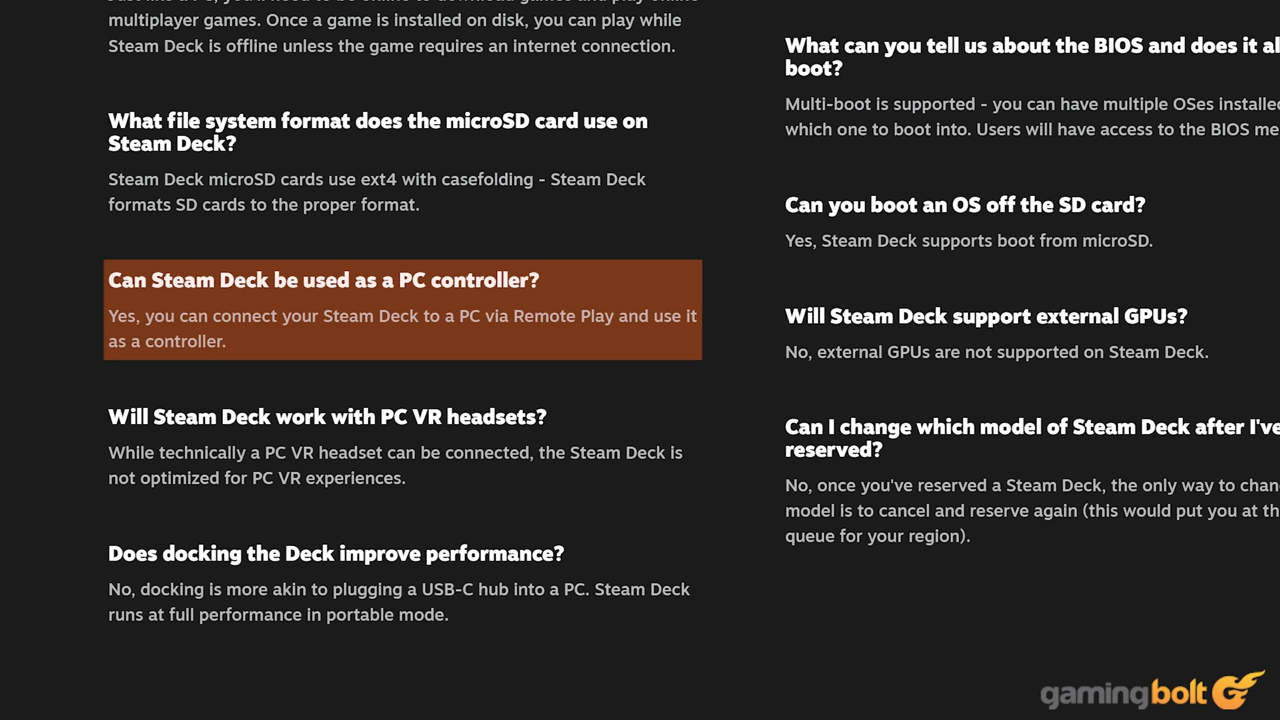 multiplayer games. Once a game is installed on disk, you can play while
Steam Deck is offline unless the game requires an internet connection.
What file system format does the microSD card use on
Steam Deck?
Steam Deck microSD cards use ext4 with casefolding - Steam Deck
formats SD cards to the proper format.
Can Steam Deck be used as a PC controller?
Yes, you can connect your Steam Deck to a PC via Remote Play and use it
as a controller.
Will Steam Deck work with PC VR headsets?
While technically a PC VR headset can be connected, the Steam Deck is
not optimized for PC VR experiences.
Does docking the Deck improve performance?
No, docking is more akin to plugging a USB-C hub into a PC. Steam Deck
runs at full performance in portable mode.
What can you tell us about the BIOS and does it al
boot?
Multi-boot is supported - you can have multiple OSes installed
which one to boot into. Users will have access to the BIOS me
Can you boot an OS off the SD card?
Yes, Steam Deck supports boot from microSD.
Will Steam Deck support external GPUs?
No, external GPUs are not supported on Steam Deck.
Can I change which model of Steam Deck after I've
reserved?
No, once you've reserved a Steam Deck, the only way to chan
model is to cancel and reserve again (this would put you at th
queue for your region).
gamingbolt